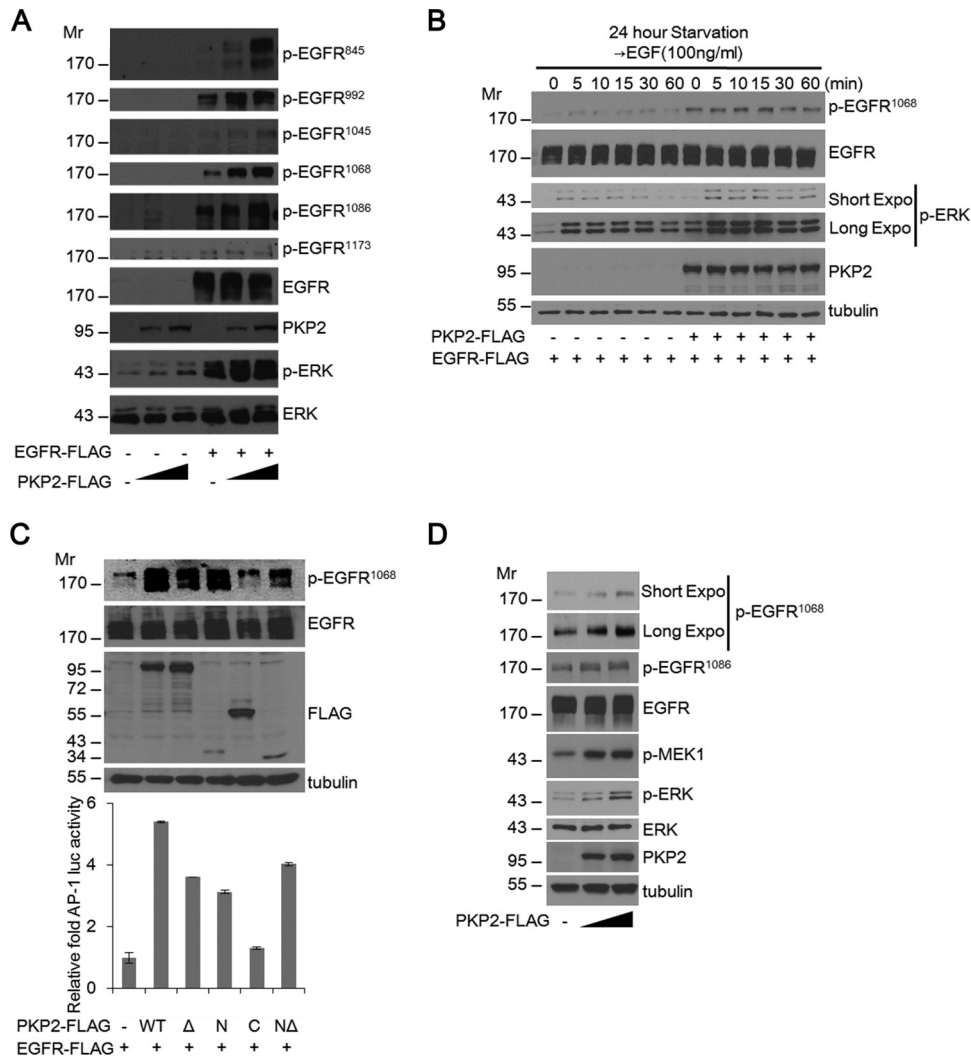 A
Mr
p-EGFR845
170
170 p-EGFR992
170 p-EGFR1045
170 p-EGFR1068
170 p-EGFR1086
170 p-EGFR1173
EGFR
170
95 PKP2
43 p-ERK
43 ERK
EGFR-FLAG - - - + + +
PKP2-FLAG - -
B
24 hour Starvation
→EGF(100ng/ml)
0 5 10 15 30 60 0 5 10 15 30 60 (min)
Mr
170 p-EGFR1068
170 EGFR
43 Short Expo
p-ERK
43 Long Expo
95 PKP2
55 tubulin
PKP2-FLAG - - - - - - + + + + + +
EGFR-FLAG + + + + + + + + + + + +
C
Mr
170 p-EGFR1068
170 EGFR
95
72
55 FLAG
43
34
55 tubulin
Relative fold AP-1 luc activity
6
4
2
0
PKP2-FLAG - WT Δ N C NΔ
EGFR-FLAG + + + + + +
D
Mr
170 Short Expo
p-EGFR1068
170 Long Expo
170 p-EGFR1086
170 EGFR
43 p-MEK1
43 p-ERK
43 ERK
95 PKP2
55 tubulin
PKP2-FLAG -